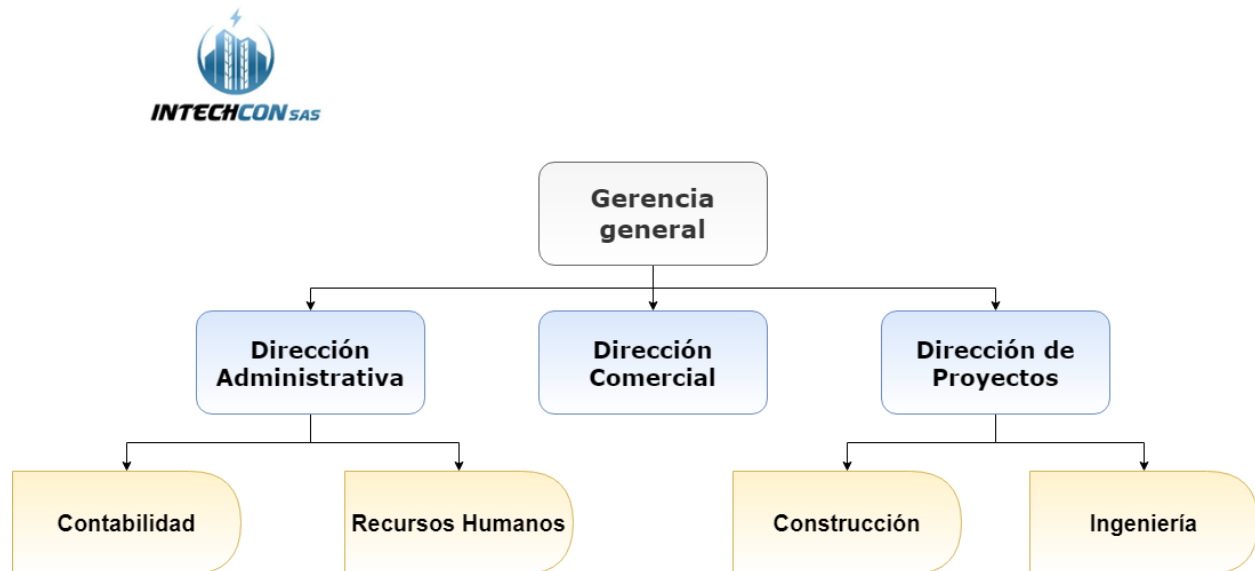 INTECHCON SAS
Gerencia
general
Dirección
Administrativa
Dirección
Comercial
Dirección de
Proyectos
Contabilidad
Recursos Humanos
Construcción
Ingeniería